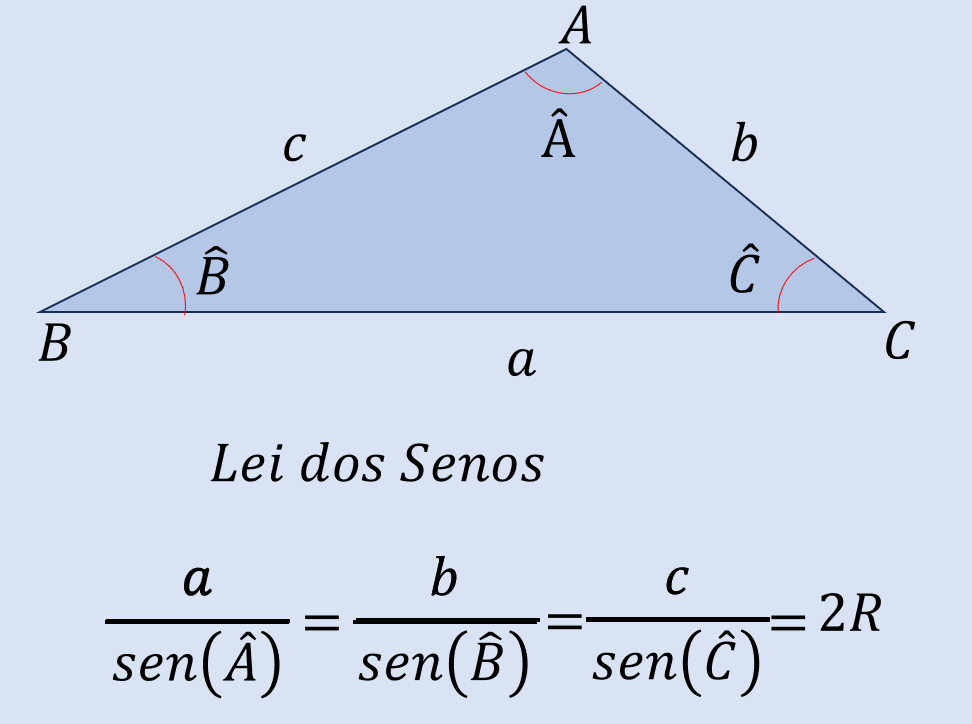 A
c
b
Â
B̂
Ĉ
B
C
a
Lei dos Senos
a/sen(Â) = b/sen(B̂) = c/sen(Ĉ) = 2R